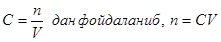 C = n/V дан фойдаланиб, n = CV